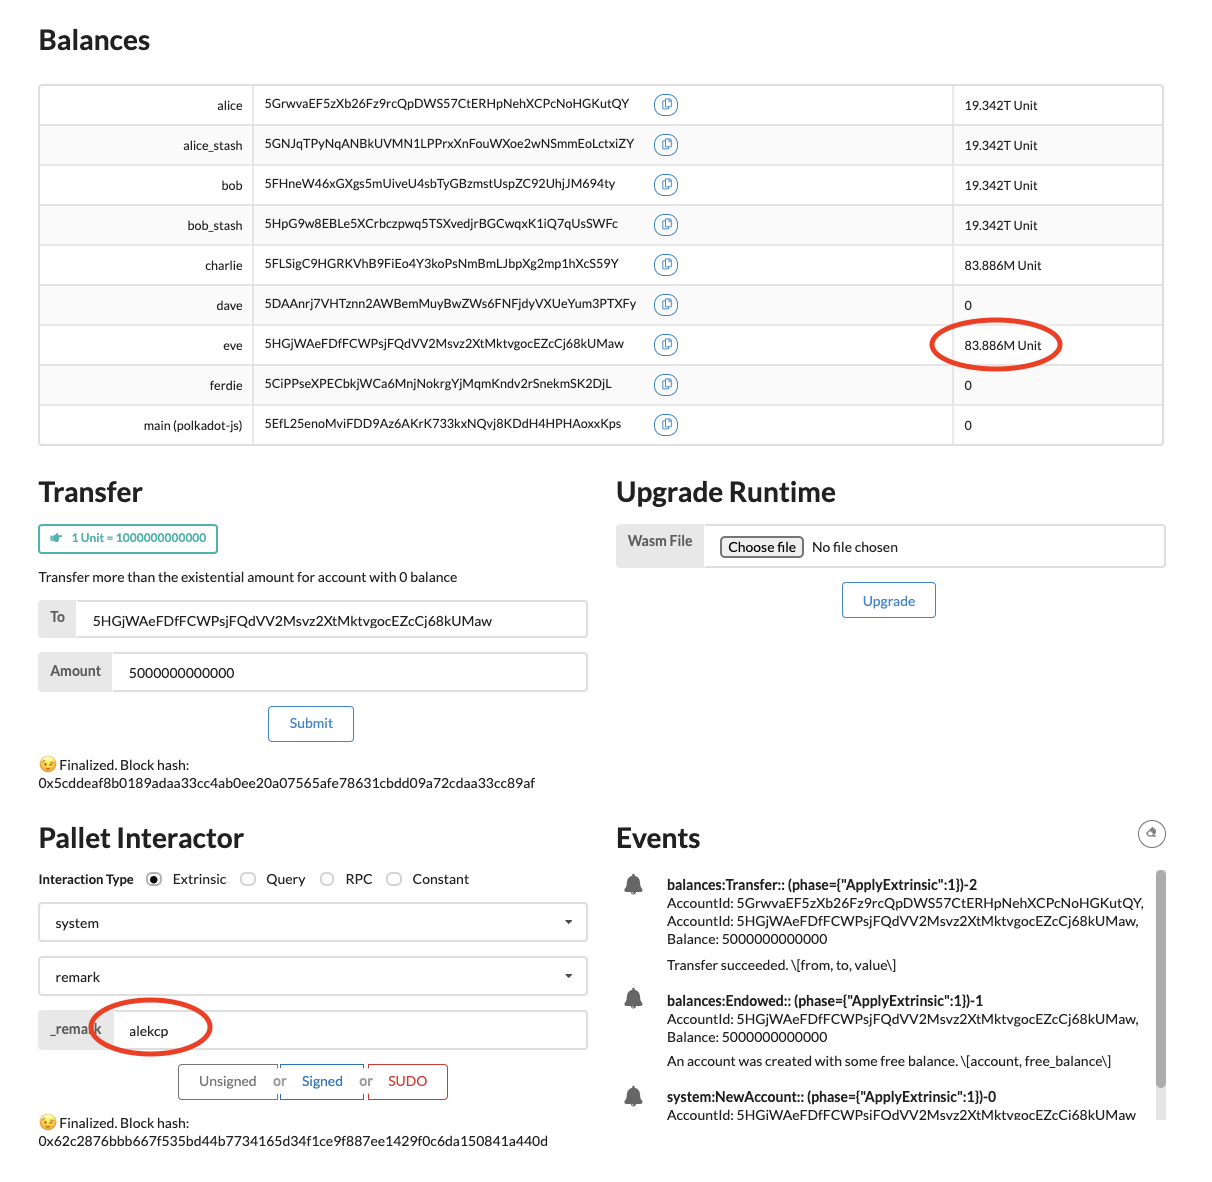 Balances
alice 5GrwvaEF5zXb26Fz9rcQpDWS57CtERHpNehXCPcNoHGKutQY 19.342T Unit
alice_stash 5GNJqTPyNqANBkUVMN1LPPrxXnFouWXoe2wNSmmEoLctxiZY 19.342T Unit
bob 5FHneW46xGXgs5mUiveU4sbTyGBzmstUspZC92UhjJM694ty 19.342T Unit
bob_stash 5HpG9w8EBLe5XCrbczpwq5TSXvedjrBGCwqxK1iQ7qUsSWFc 19.342T Unit
charlie 5FLSigC9HGRKVhB9FiEo4Y3koPsNmBmLJbpXg2mp1hXcS59Y 83.886M Unit
dave 5DAAnrj7VHTznn2AWBemMuyBwZWs6FNFjdyVXUeYum3PTXFy 0
eve 5HGjWAeFDfFCWPsjFQdVV2Msvz2XtMktvgocEZcCj68kUMaw 83.886M Unit
ferdie 5CiPPseXPECbkjWCa6MnjNokrgYjMqmKndv2rSnekmSK2DjL 0
main (polkadot-js) 5EfL25enoMviFDD9Az6AKrK733kxNQvj8KDdH4HPHAoxxKps 0
Transfer
1 Unit = 1000000000000
Transfer more than the existential amount for account with 0 balance
To 5HGjWAeFDfFCWPsjFQdVV2Msvz2XtMktvgocEZcCj68kUMaw
Amount 5000000000000
Submit
😉 Finalized. Block hash:
0x5cddeaf8b0189adaa33cc4ab0ee20a07565afe78631cbdd09a72cdaa33cc89af
Upgrade Runtime
Wasm File Choose file No file chosen
Upgrade
Pallet Interactor
Interaction Type Extrinsic Query RPC Constant
system
remark
_remark alekcp
Unsigned or Signed or SUDO
😉 Finalized. Block hash:
0x62c2876bbb667f535bd44b7734165d34f1ce9f887ee1429f0c6da150841a440d
Events
balances:Transfer:: (phase={"ApplyExtrinsic":1})-2
AccountId: 5GrwvaEF5zXb26Fz9rcQpDWS57CtERHpNehXCPcNoHGKutQY,
AccountId: 5HGjWAeFDfFCWPsjFQdVV2Msvz2XtMktvgocEZcCj68kUMaw,
Balance: 5000000000000
Transfer succeeded. \[from, to, value\]
balances:Endowed:: (phase={"ApplyExtrinsic":1})-1
AccountId: 5HGjWAeFDfFCWPsjFQdVV2Msvz2XtMktvgocEZcCj68kUMaw,
Balance: 5000000000000
An account was created with some free balance. \[account, free_balance\]
system:NewAccount:: (phase={"ApplyExtrinsic":1})-0
AccountId: 5HGjWAeFDfFCWPsjFQdVV2Msvz2XtMktvgocEZcCj68kUMaw